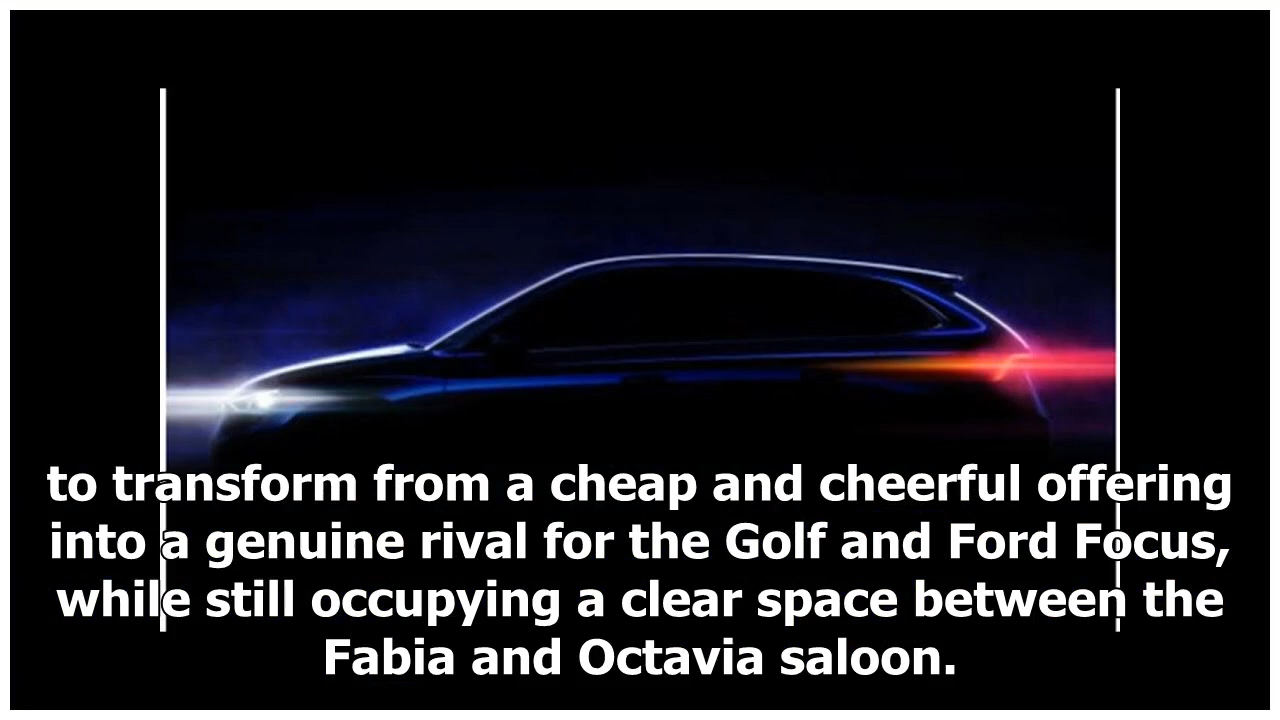 to transform from a cheap and cheerful offering
into a genuine rival for the Golf and Ford Focus,
while still occupying a clear space between the
Fabia and Octavia saloon.